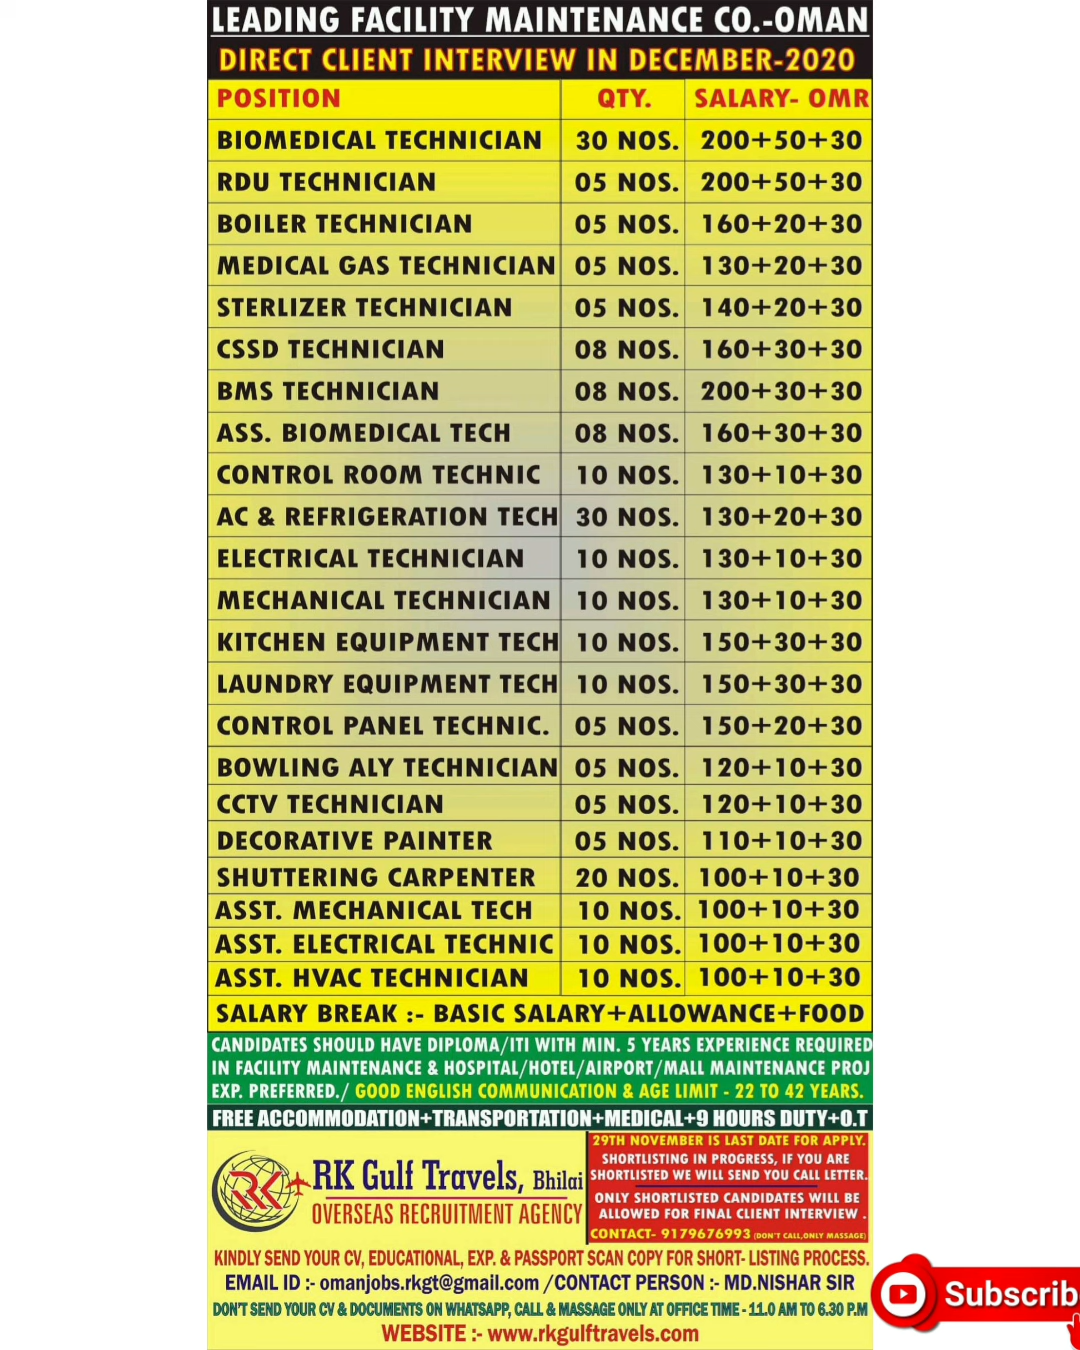 LEADING FACILITY MAINTENANCE CO.-OMAN
DIRECT CLIENT INTERVIEW IN DECEMBER-2020
POSITION QTY. SALARY- OMR
BIOMEDICAL TECHNICIAN 30 NOS. 200+50+30
RDU TECHNICIAN 05 NOS. 200+50+30
BOILER TECHNICIAN 05 NOS. 160+20+30
MEDICAL GAS TECHNICIAN 05 NOS. 130+20+30
STERLIZER TECHNICIAN 05 NOS. 140+20+30
CSSD TECHNICIAN 08 NOS. 160+30+30
BMS TECHNICIAN 08 NOS. 200+30+30
ASS. BIOMEDICAL TECH 08 NOS. 160+30+30
CONTROL ROOM TECHNIC 10 NOS. 130+10+30
AC & REFRIGERATION TECH 30 NOS. 130+20+30
ELECTRICAL TECHNICIAN 10 NOS. 130+10+30
MECHANICAL TECHNICIAN 10 NOS. 130+10+30
KITCHEN EQUIPMENT TECH 10 NOS. 150+30+30
LAUNDRY EQUIPMENT TECH 10 NOS. 150+30+30
CONTROL PANEL TECHNIC. 05 NOS. 150+20+30
BOWLING ALY TECHNICIAN 05 NOS. 120+10+30
CCTV TECHNICIAN 05 NOS. 120+10+30
DECORATIVE PAINTER 05 NOS. 110+10+30
SHUTTERING CARPENTER 20 NOS. 100+10+30
ASST. MECHANICAL TECH 10 NOS. 100+10+30
ASST. ELECTRICAL TECHNIC 10 NOS. 100+10+30
ASST. HVAC TECHNICIAN 10 NOS. 100+10+30
SALARY BREAK :- BASIC SALARY+ALLOWANCE+FOOD
CANDIDATES SHOULD HAVE DIPLOMA/ITI WITH MIN. 5 YEARS EXPERIENCE REQUIRED
IN FACILITY MAINTENANCE & HOSPITAL/HOTEL/AIRPORT/MALL MAINTENANCE PROJ
EXP. PREFERRED./ GOOD ENGLISH COMMUNICATION & AGE LIMIT - 22 TO 42 YEARS.
FREE ACCOMMODATION+TRANSPORTATION+MEDICAL+9 HOURS DUTY+O.T
RK
RK Gulf Travels, Bhilai
OVERSEAS RECRUITMENT AGENCY
29TH NOVEMBER IS LAST DATE FOR APPLY.
SHORTLISTING IN PROGRESS, IF YOU ARE
SHORTLISTED WE WILL SEND YOU CALL LETTER.
ONLY SHORTLISTED CANDIDATES WILL BE
ALLOWED FOR FINAL CLIENT INTERVIEW .
CONTACT- 9179676993 (DON'T CALL,ONLY MASSAGE)
KINDLY SEND YOUR CV, EDUCATIONAL, EXP. & PASSPORT SCAN COPY FOR SHORT- LISTING PROCESS.
EMAIL ID :- omanjobs.rkgt@gmail.com /CONTACT PERSON :- MD.NISHAR SIR
DON'T SEND YOUR CV & DOCUMENTS ON WHATSAPP, CALL & MASSAGE ONLY AT OFFICE TIME - 11.0 AM TO 6.30 P.M
WEBSITE :- www.rkgulftravels.com
Subscrib